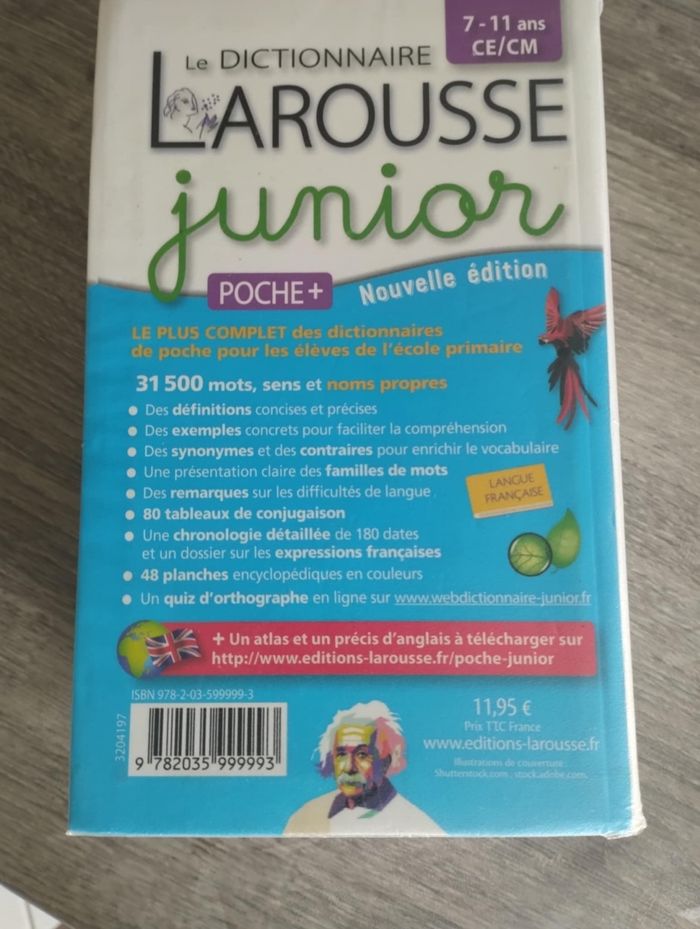 7 - 11 ans
CE/CM
Le DICTIONNAIRE
LAROUSSE
junior
POCHE+
Nouvelle édition
LE PLUS COMPLET des dictionnaires
de poche pour les élèves de l'école primaire
31 500 mots, sens et noms propres
• Des définitions concises et précises
• Des exemples concrets pour faciliter la compréhension
• Des synonymes et des contraires pour enrichir le vocabulaire
• Une présentation claire des familles de mots
• Des remarques sur les difficultés de langue
LANGUE
FRANÇAISE
• 80 tableaux de conjugaison
• Une chronologie détaillée de 180 dates
et un dossier sur les expressions françaises
• 48 planches encyclopédiques en couleurs
• Un quiz d'orthographe en ligne sur www.webdictionnaire-junior.fr
+ Un atlas et un précis d'anglais à télécharger sur
http://www.editions-larousse.fr/poche-junior
ISBN 978-2-03-599999-3
3204197
9 782035 999993
11,95 €
Prix TTC France
www.editions-larousse.fr
Illustrations de couverture :
Shutterstock.com, stock.adobe.com.